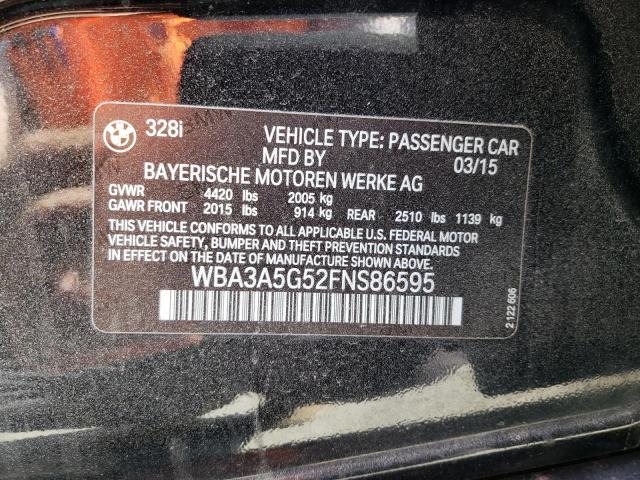 BMW
328i
VEHICLE TYPE: PASSENGER CAR
MFD BY 03/15
BAYERISCHE MOTOREN WERKE AG
GVWR 4420 lbs 2005 kg
GAWR FRONT 2015 lbs 914 kg REAR 2510 lbs 1139 kg
THIS VEHICLE CONFORMS TO ALL APPLICABLE U.S. FEDERAL MOTOR
VEHICLE SAFETY, BUMPER AND THEFT PREVENTION STANDARDS
IN EFFECT ON THE DATE OF MANUFACTURE SHOWN ABOVE.
WBA3A5G52FNS86595
2 122 606